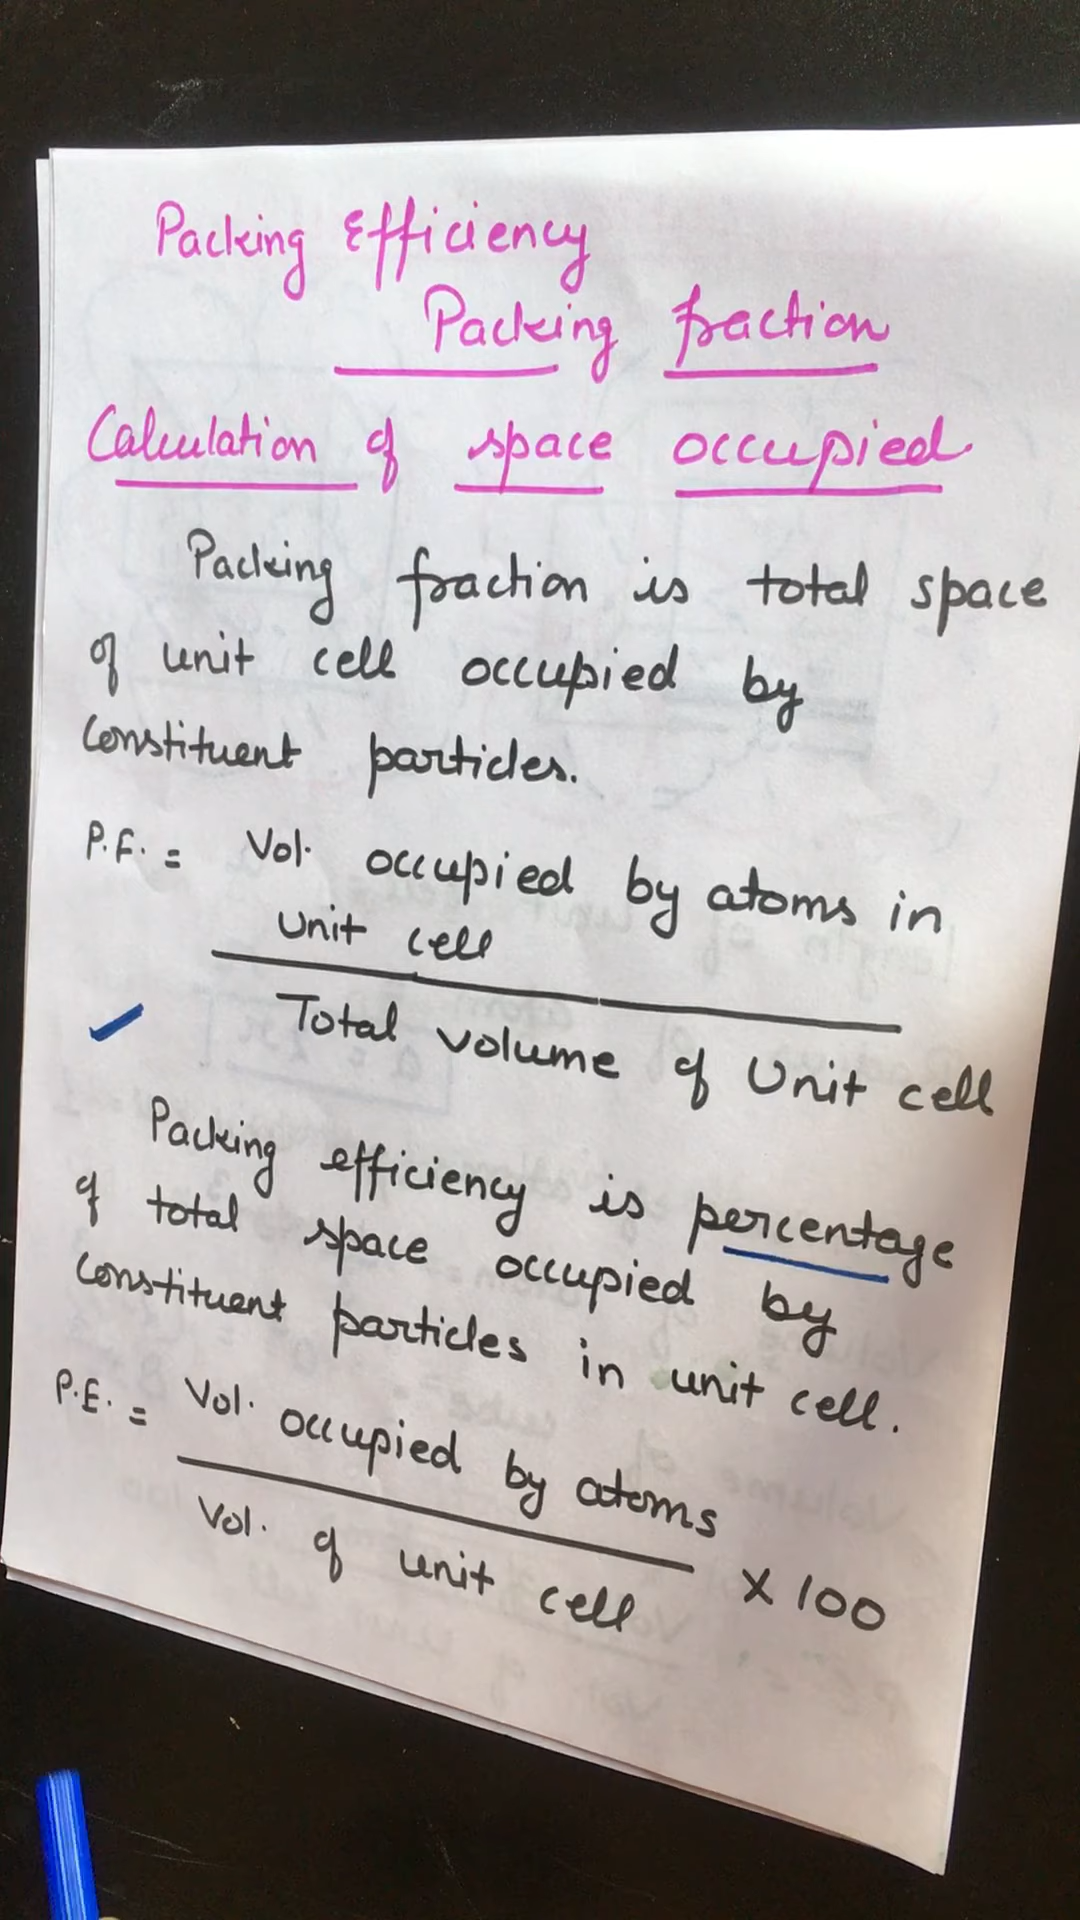 Packing Efficiency
Packing fraction
Calculation of space occupied
Packing fraction is total space
of unit cell occupied by
constituent particles.
P.F. = Vol. occupied by atoms in
unit cell
Total volume of Unit cell
Packing efficiency is percentage
of total space occupied by
constituent particles in unit cell.
P.E. = Vol. occupied by atoms
Vol. of unit cell X 100